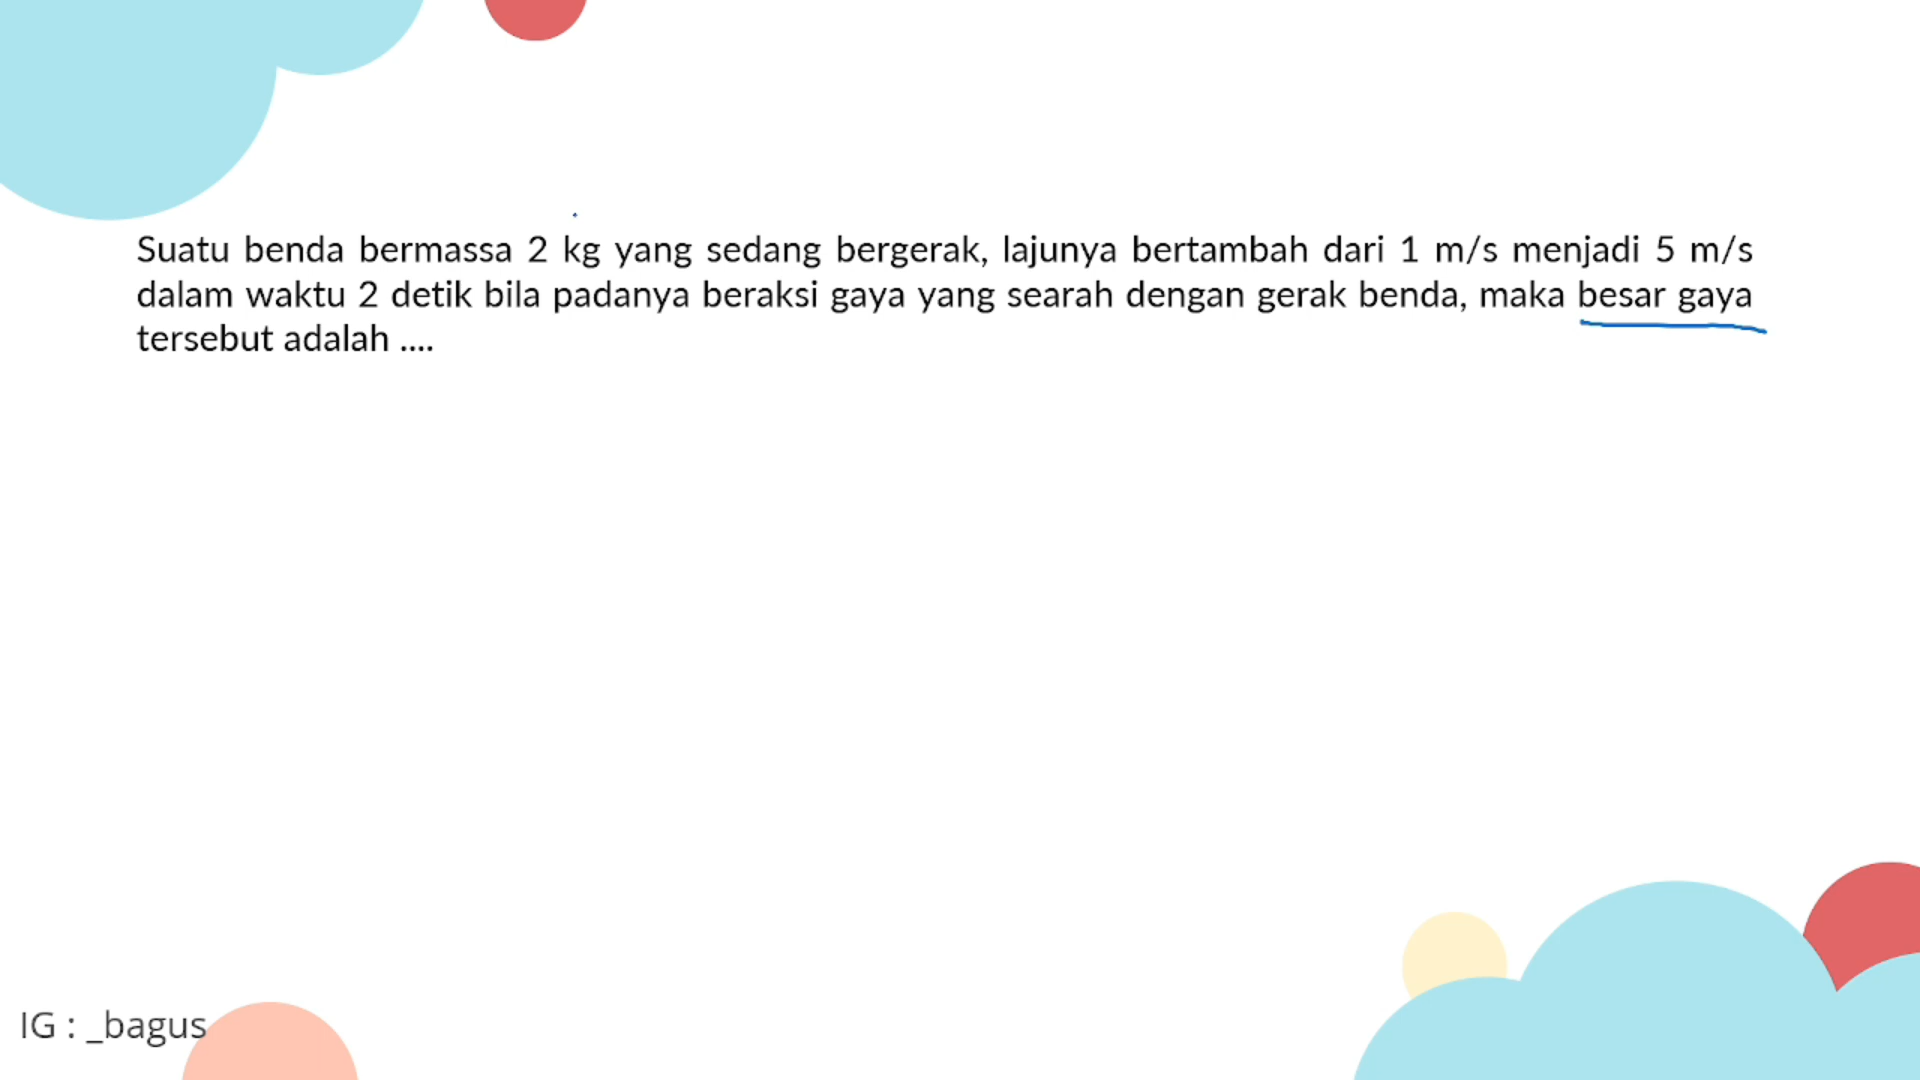 Suatu benda bermassa 2 kg yang sedang bergerak, lajunya bertambah dari 1 m/s menjadi 5 m/s
dalam waktu 2 detik bila padanya beraksi gaya yang searah dengan gerak benda, maka besar gaya
tersebut adalah ....
IG : _bagus